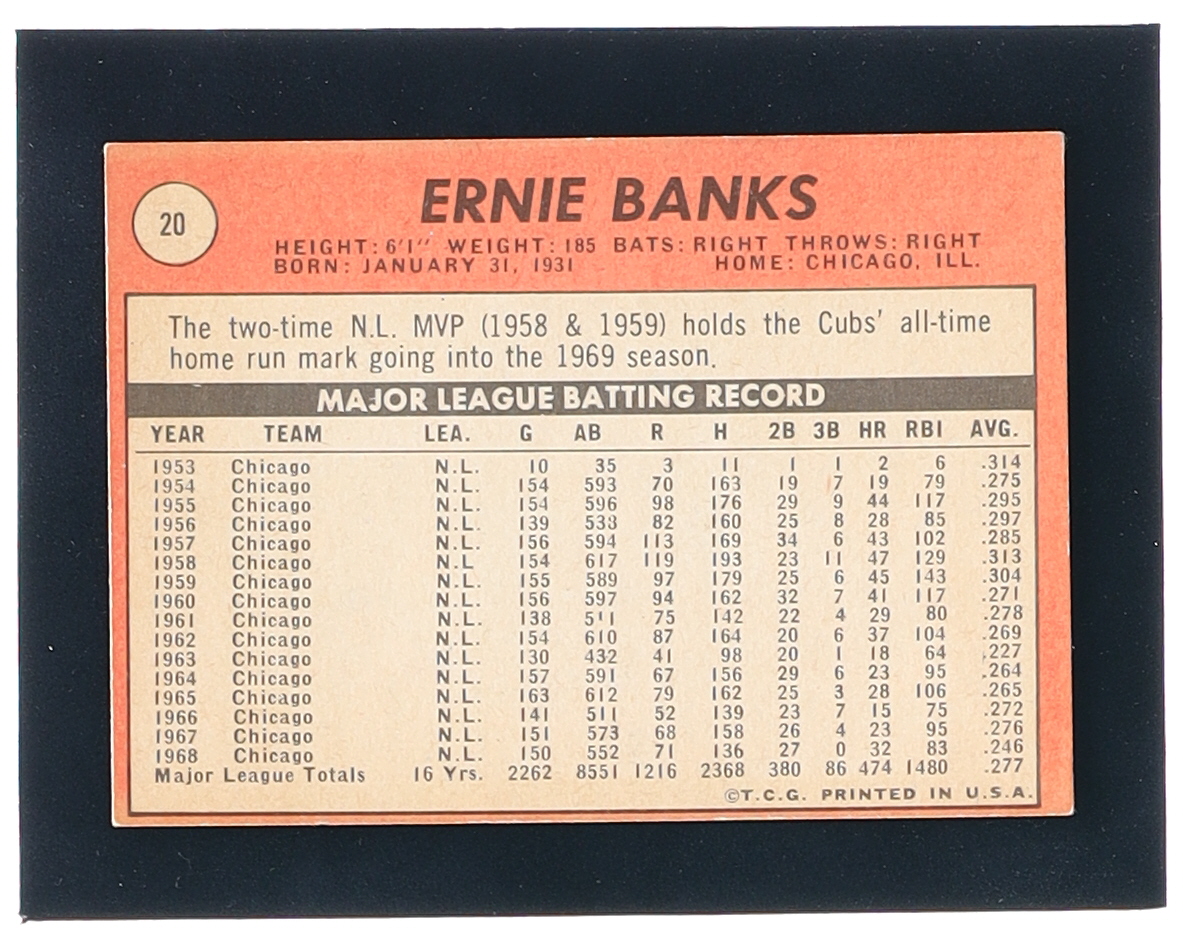 20
ERNIE BANKS
HEIGHT: 6'1" WEIGHT: 185 BATS: RIGHT THROWS: RIGHT
BORN: JANUARY 31, 1931 HOME: CHICAGO, ILL.
The two-time N.L. MVP (1958 & 1959) holds the Cubs' all-time
home run mark going into the 1969 season.
MAJOR LEAGUE BATTING RECORD
YEAR TEAM LEA. G AB R H 2B 3B HR RBI AVG.
1953 Chicago N.L. 10 35 3 11 1 1 2 6 .314
1954 Chicago N.L. 154 593 70 163 19 7 19 79 .275
1955 Chicago N.L. 154 596 98 176 29 9 44 117 .295
1956 Chicago N.L. 139 538 82 160 25 8 28 85 .297
1957 Chicago N.L. 156 594 113 169 34 6 43 102 .285
1958 Chicago N.L 154 617 119 193 23 11 47 129 .313
1959 Chicago N.L. 155 589 97 179 25 6 45 143 .304
1960 Chicago N.L. 156 597 94 162 32 7 41 117 .271
1961 Chicago N.L. 138 511 75 142 22 4 29 80 .278
1962 Chicago N.L. 154 610 87 164 20 6 37 104 .269
1963 Chicago N.L. 130 432 41 98 20 1 18 64 .227
1964 Chicago N.L. 157 591 67 156 29 6 23 95 .264
1965 Chicago N.L. 163 612 79 162 25 3 28 106 .265
1966 Chicago N.L. 141 511 52 139 23 7 15 75 .272
1967 Chicago N.L. 151 573 68 158 26 4 23 95 .276
1968 Chicago N.L. 150 552 71 136 27 0 32 83 .246
Major League Totals 16 Yrs. 2262 8551 1216 2368 380 86 474 1480 .277
©T.C.G. PRINTED IN U.S.A.